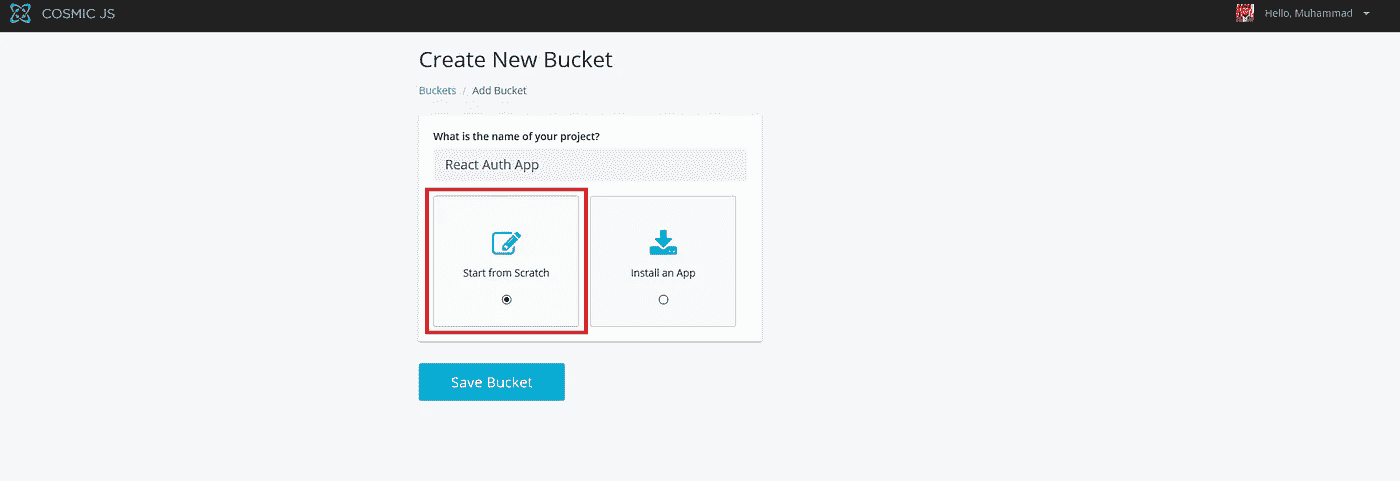 COSMIC JS
Hello, Muhammad
Create New Bucket
Buckets / Add Bucket
What is the name of your project?
React Auth App
Start from Scratch
Install an App
Save Bucket